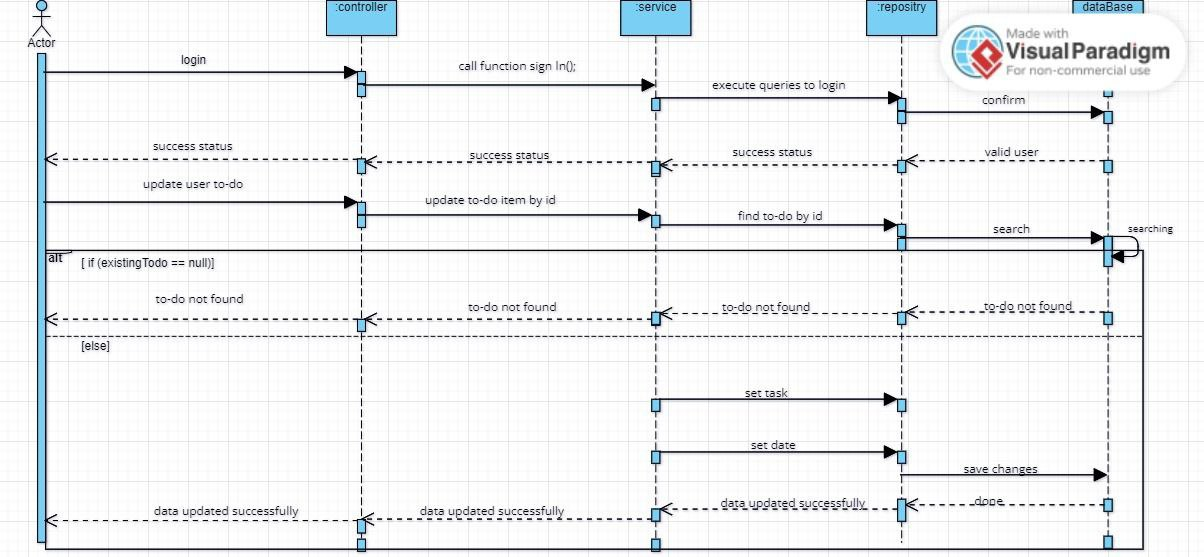 :controller
:service
:repositry
dataBase
Made with
Visual Paradigm
For non-commercial use
Actor
login
call function sign In();
execute queries to login
confirm
success status
success status
success status
valid user
update user to-do
update to-do item by id
find to-do by id
search
searching
alt
[ if (existingTodo == null)]
to-do not found
to-do not found
to-do not found
to-do not found
[else]
set task
set date
save changes
data updated successfully
data updated successfully
data updated successfully
done